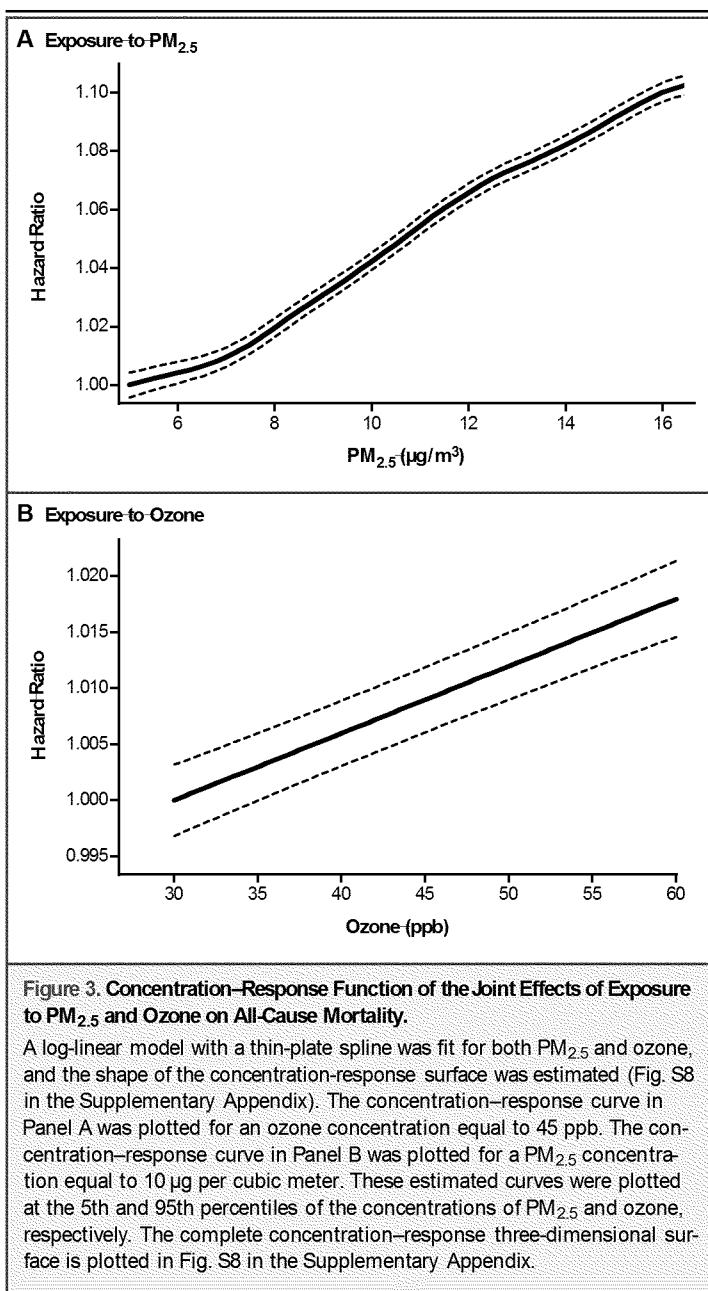 A Exposure to PM2.5
1.10
1.08
1.06
1.04
1.02
1.00
Hazard Ratio
6 8 10 12 14 16
PM2.5 (µg/m³)
B Exposure to Ozone
1.020
1.015
1.010
1.005
1.000
0.995
Hazard Ratio
30 35 40 45 50 55 60
Ozone (ppb)
Figure 3. Concentration–Response Function of the Joint Effects of Exposure
to PM2.5 and Ozone on All-Cause Mortality.
A log-linear model with a thin-plate spline was fit for both PM2.5 and ozone,
and the shape of the concentration-response surface was estimated (Fig. S8
in the Supplementary Appendix). The concentration–response curve in
Panel A was plotted for an ozone concentration equal to 45 ppb. The con-
centration–response curve in Panel B was plotted for a PM2.5 concentra-
tion equal to 10 µg per cubic meter. These estimated curves were plotted
at the 5th and 95th percentiles of the concentrations of PM2.5 and ozone,
respectively. The complete concentration–response three-dimensional sur-
face is plotted in Fig. S8 in the Supplementary Appendix.